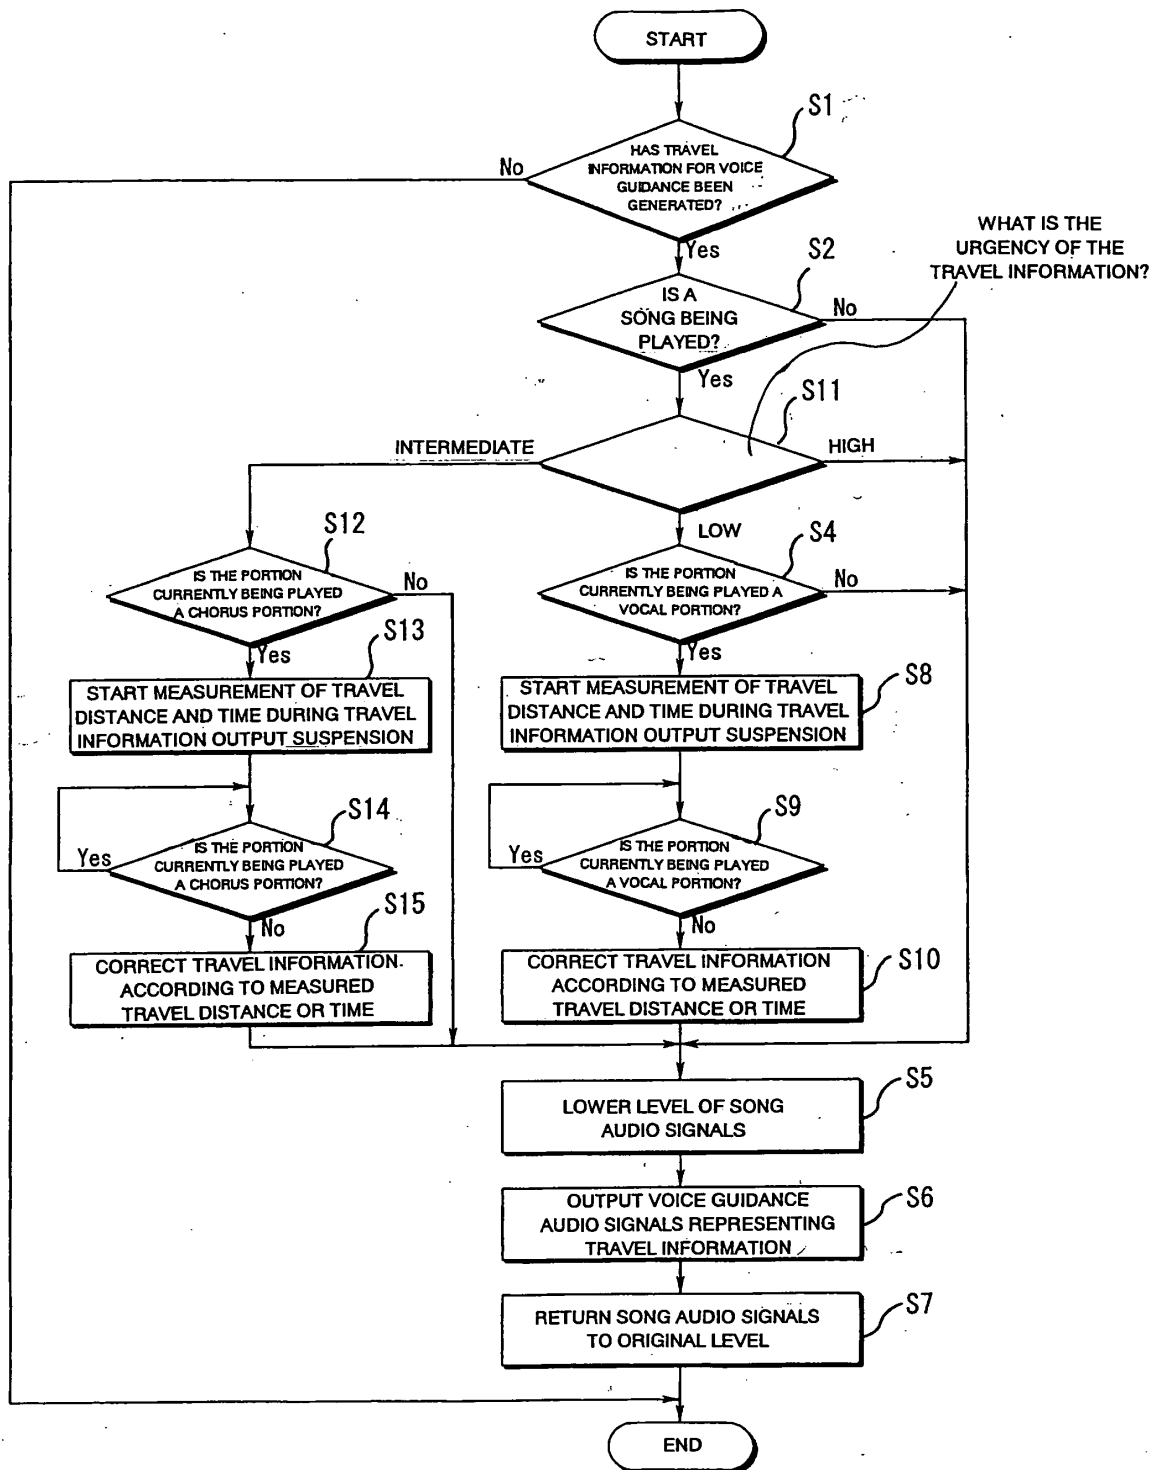 START
S1
HAS TRAVEL
INFORMATION FOR VOICE
GUIDANCE BEEN
GENERATED?
No
Yes
WHAT IS THE
URGENCY OF THE
TRAVEL INFORMATION?
S2
IS A
SONG BEING
PLAYED?
No
Yes
S11
INTERMEDIATE
HIGH
LOW
S12
IS THE PORTION
CURRENTLY BEING PLAYED
A CHORUS PORTION?
No
Yes
S4
IS THE PORTION
CURRENTLY BEING PLAYED A
VOCAL PORTION?
No
Yes
S13
START MEASUREMENT OF TRAVEL
DISTANCE AND TIME DURING TRAVEL
INFORMATION OUTPUT SUSPENSION
S8
START MEASUREMENT OF TRAVEL
DISTANCE AND TIME DURING TRAVEL
INFORMATION OUTPUT SUSPENSION
S14
IS THE PORTION
CURRENTLY BEING PLAYED
A CHORUS PORTION?
Yes
No
S9
IS THE PORTION
CURRENTLY BEING PLAYED
A VOCAL PORTION?
Yes
No
S15
CORRECT TRAVEL INFORMATION
ACCORDING TO MEASURED
TRAVEL DISTANCE OR TIME
S10
CORRECT TRAVEL INFORMATION
ACCORDING TO MEASURED
TRAVEL DISTANCE OR TIME
S5
LOWER LEVEL OF SONG
AUDIO SIGNALS
S6
OUTPUT VOICE GUIDANCE
AUDIO SIGNALS REPRESENTING
TRAVEL INFORMATION
S7
RETURN SONG AUDIO SIGNALS
TO ORIGINAL LEVEL
END